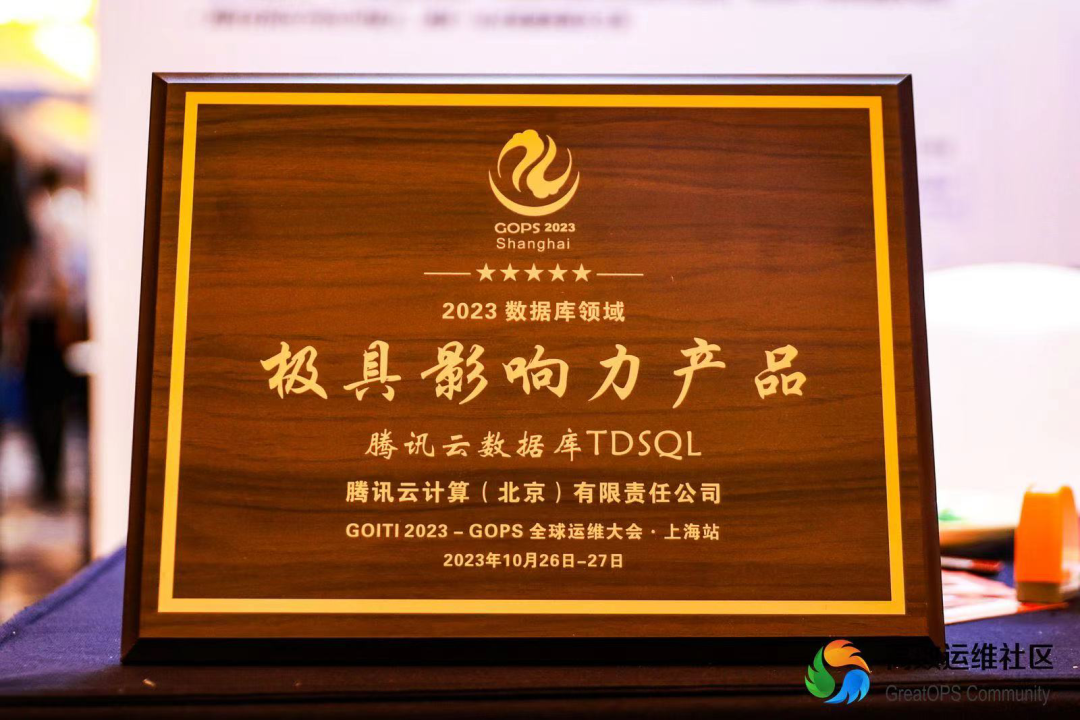 GOPS 2023
Shanghai
2023 数据库领域
极具影响力产品
腾讯云数据库TDSQL
腾讯云计算（北京）有限责任公司
GOITI 2023 – GOPS 全球运维大会·上海站
2023年10月26日–27日
运维社区
GreatOPS Community